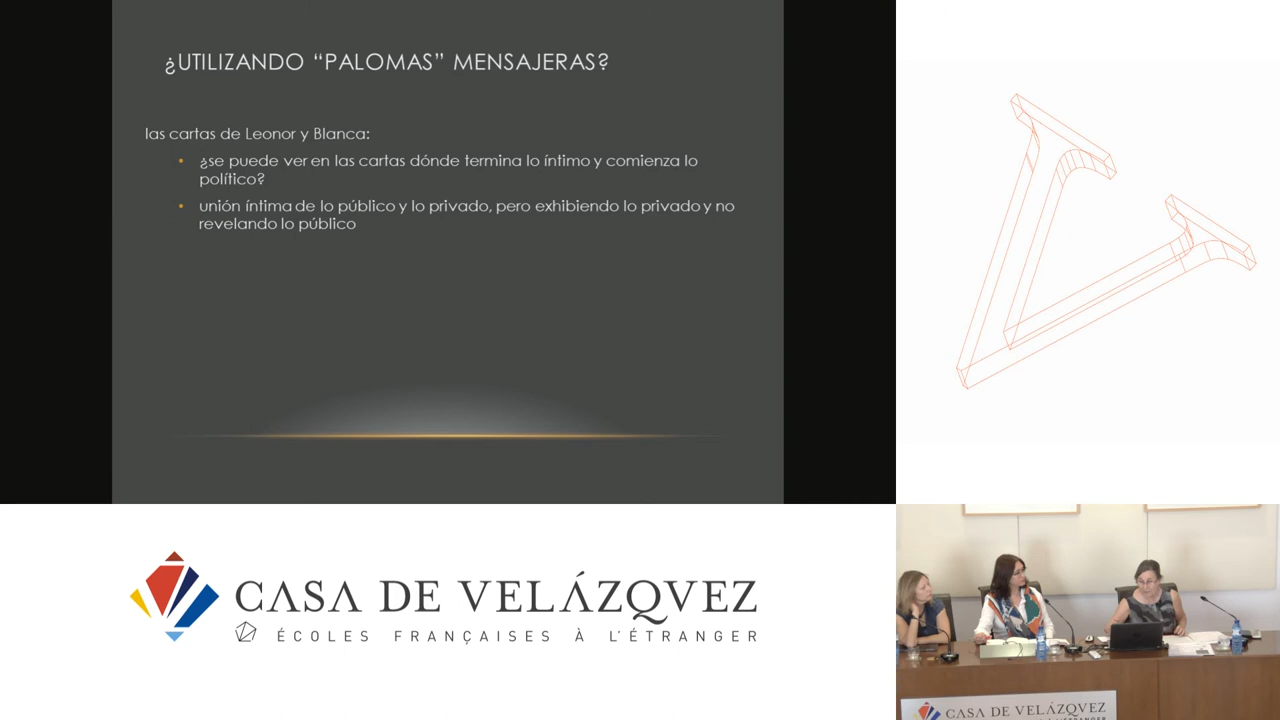 ¿UTILIZANDO “PALOMAS” MENSAJERAS?
las cartas de Leonor y Blanca:
• ¿se puede ver en las cartas dónde termina lo íntimo y comienza lo
político?
• unión íntima de lo público y lo privado, pero exhibiendo lo privado y no
revelando lo público
CASA DE VELÁZQVEZ
ÉCOLES FRANÇAISES À L'ÉTRANGER
CASA DE VELÁZQVEZ